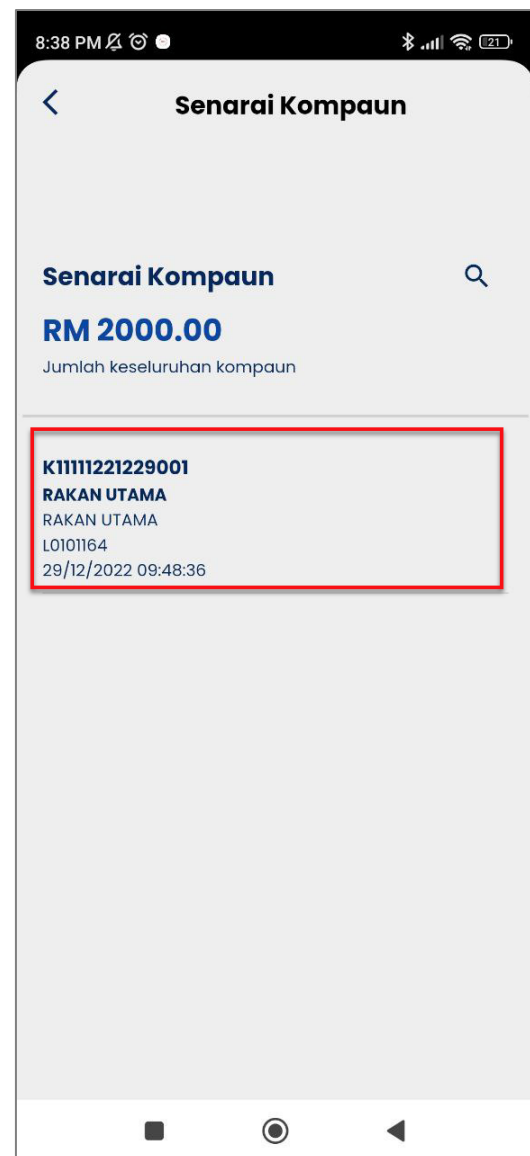 8:38 PM
21
Senarai Kompaun
Senarai Kompaun
RM 2000.00
Jumlah keseluruhan kompaun
K11111221229001
RAKAN UTAMA
RAKAN UTAMA
L0101164
29/12/2022 09:48:36